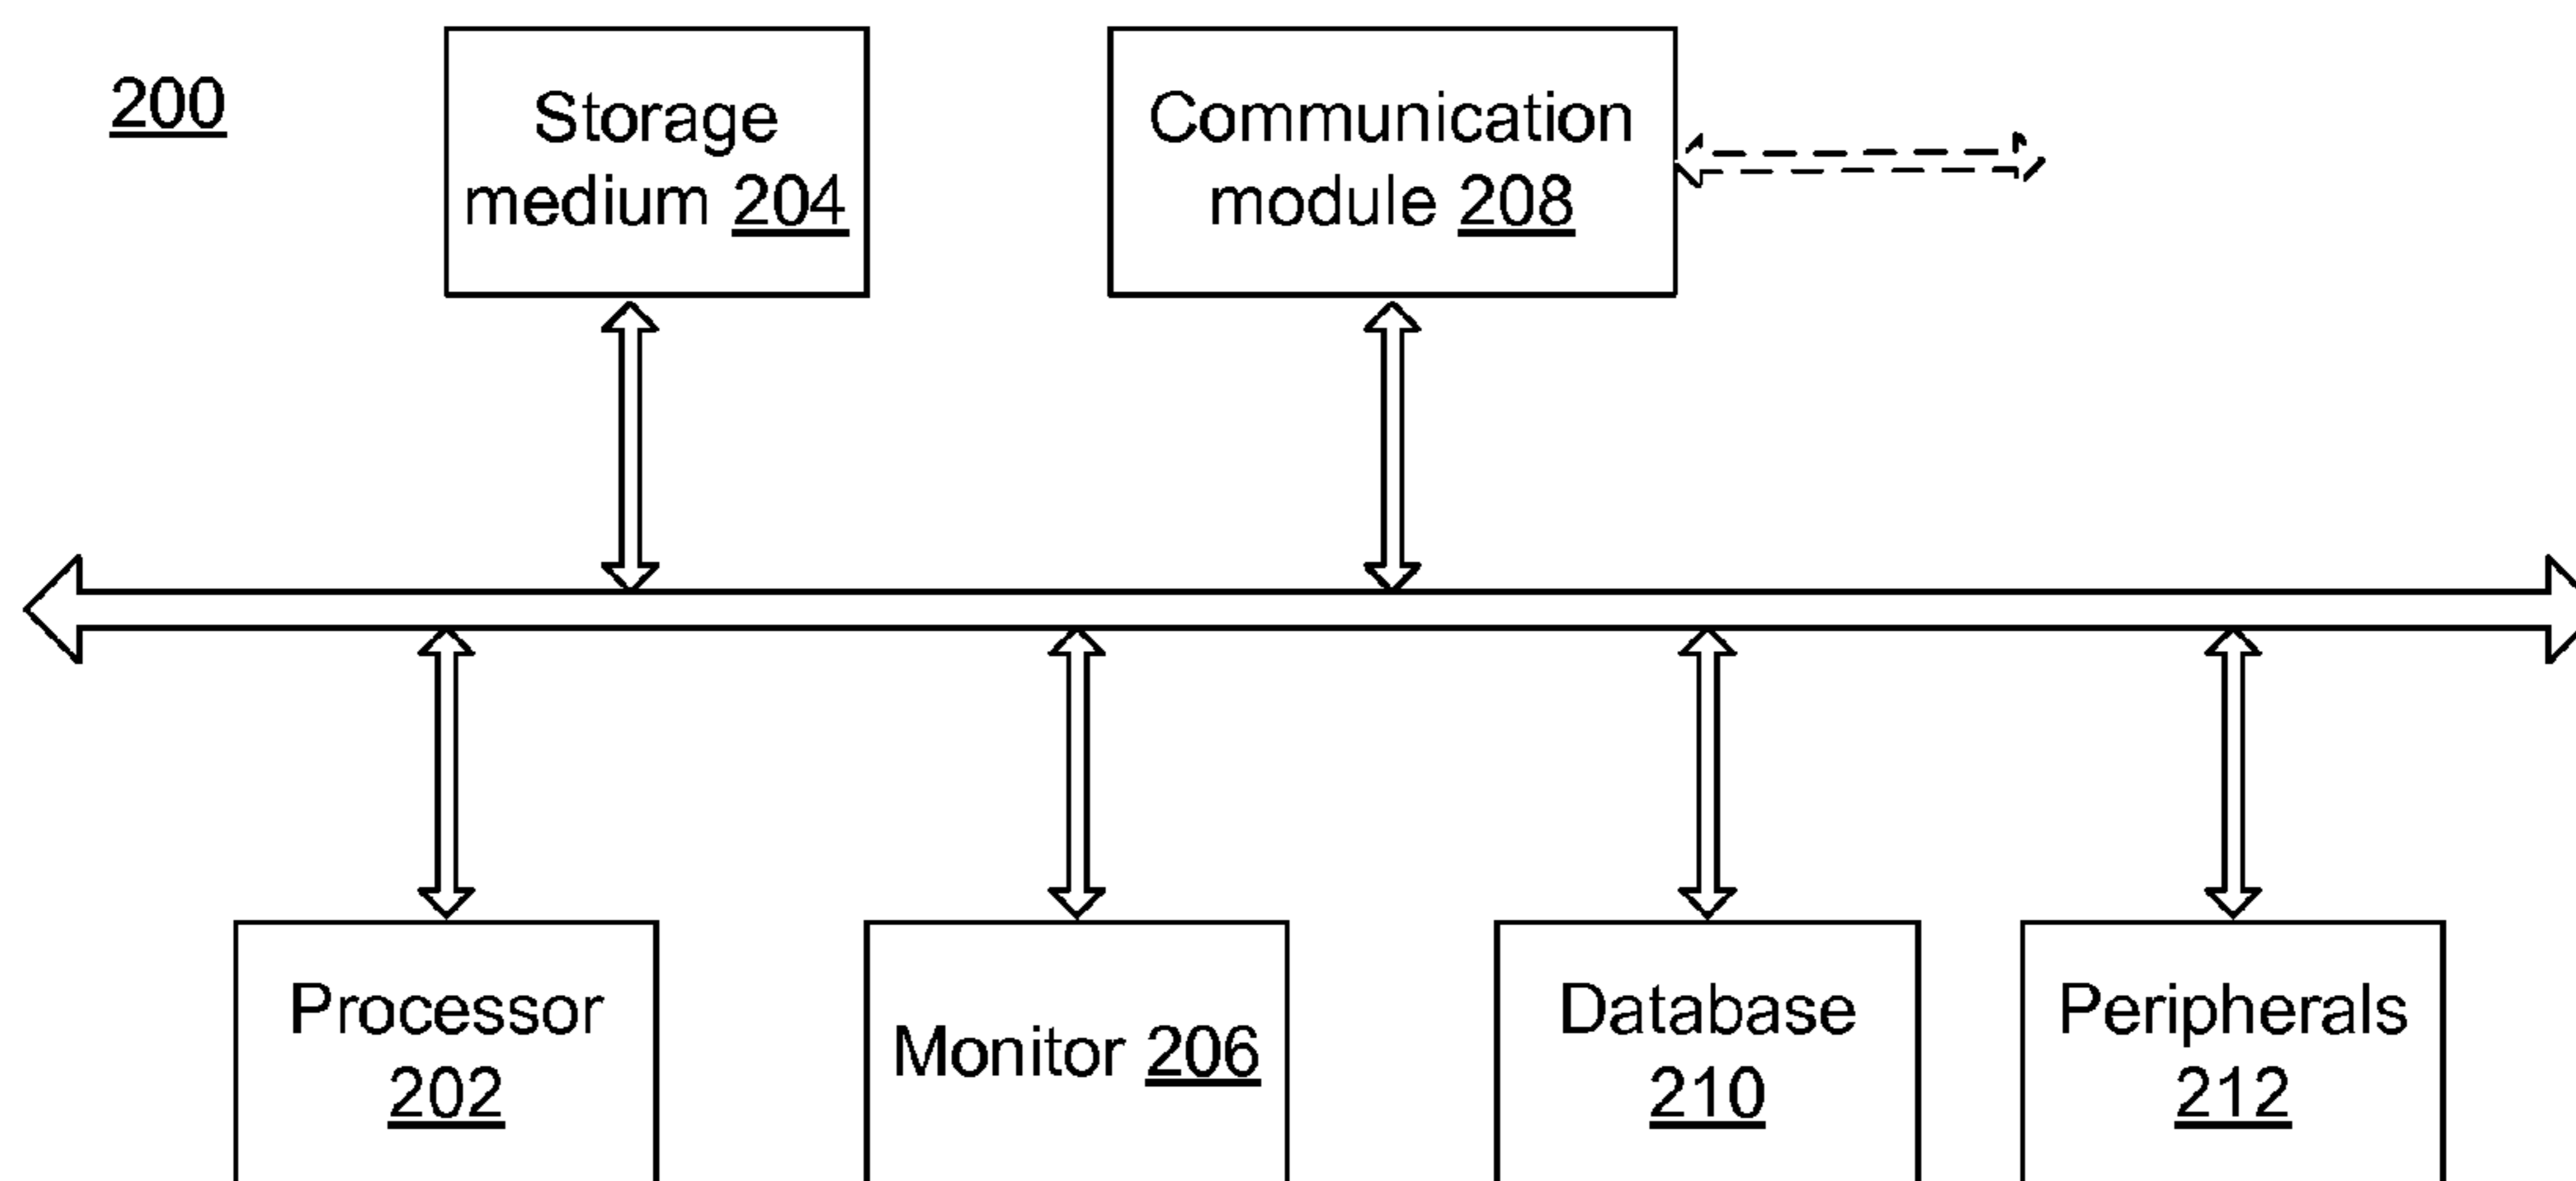 200
Storage
medium 204
Communication
module 208
Processor
202
Monitor 206
Database
210
Peripherals
212